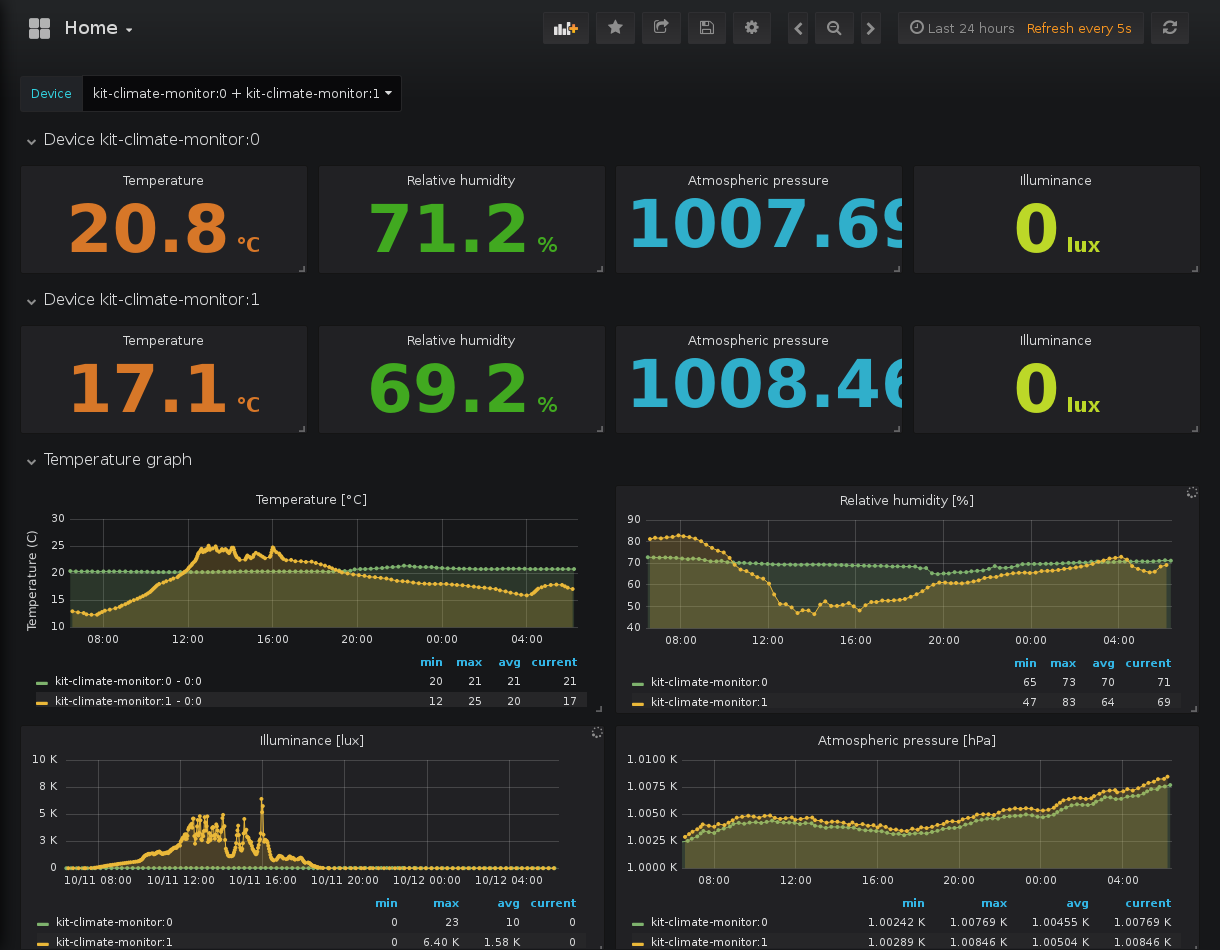 Home
Last 24 hours Refresh every 5s
Device kit-climate-monitor:0 + kit-climate-monitor:1
Device kit-climate-monitor:0
Temperature Relative humidity Atmospheric pressure Illuminance
20.8 °C 71.2 % 1007.69 0 lux
Device kit-climate-monitor:1
Temperature Relative humidity Atmospheric pressure Illuminance
17.1 °C 69.2 % 1008.46 0 lux
Temperature graph
Temperature [°C]
Temperature (C)
30
25
20
15
10
08:00 12:00 16:00 20:00 00:00 04:00
min max avg current
kit-climate-monitor:0 - 0:0 20 21 21 21
kit-climate-monitor:1 - 0:0 12 25 20 17
Relative humidity [%]
90
80
70
60
50
40
08:00 12:00 16:00 20:00 00:00 04:00
min max avg current
kit-climate-monitor:0 65 73 70 71
kit-climate-monitor:1 47 83 64 69
Illuminance [lux]
10 K
8 K
5 K
3 K
0
10/11 08:00 10/11 12:00 10/11 16:00 10/11 20:00 10/12 00:00 10/12 04:00
min max avg current
kit-climate-monitor:0 0 23 10 0
kit-climate-monitor:1 0 6.40 K 1.58 K 0
Atmospheric pressure [hPa]
1.0100 K
1.0075 K
1.0050 K
1.0025 K
1.0000 K
08:00 12:00 16:00 20:00 00:00 04:00
min max avg current
kit-climate-monitor:0 1.00242 K 1.00769 K 1.00455 K 1.00769 K
kit-climate-monitor:1 1.00289 K 1.00846 K 1.00504 K 1.00846 K